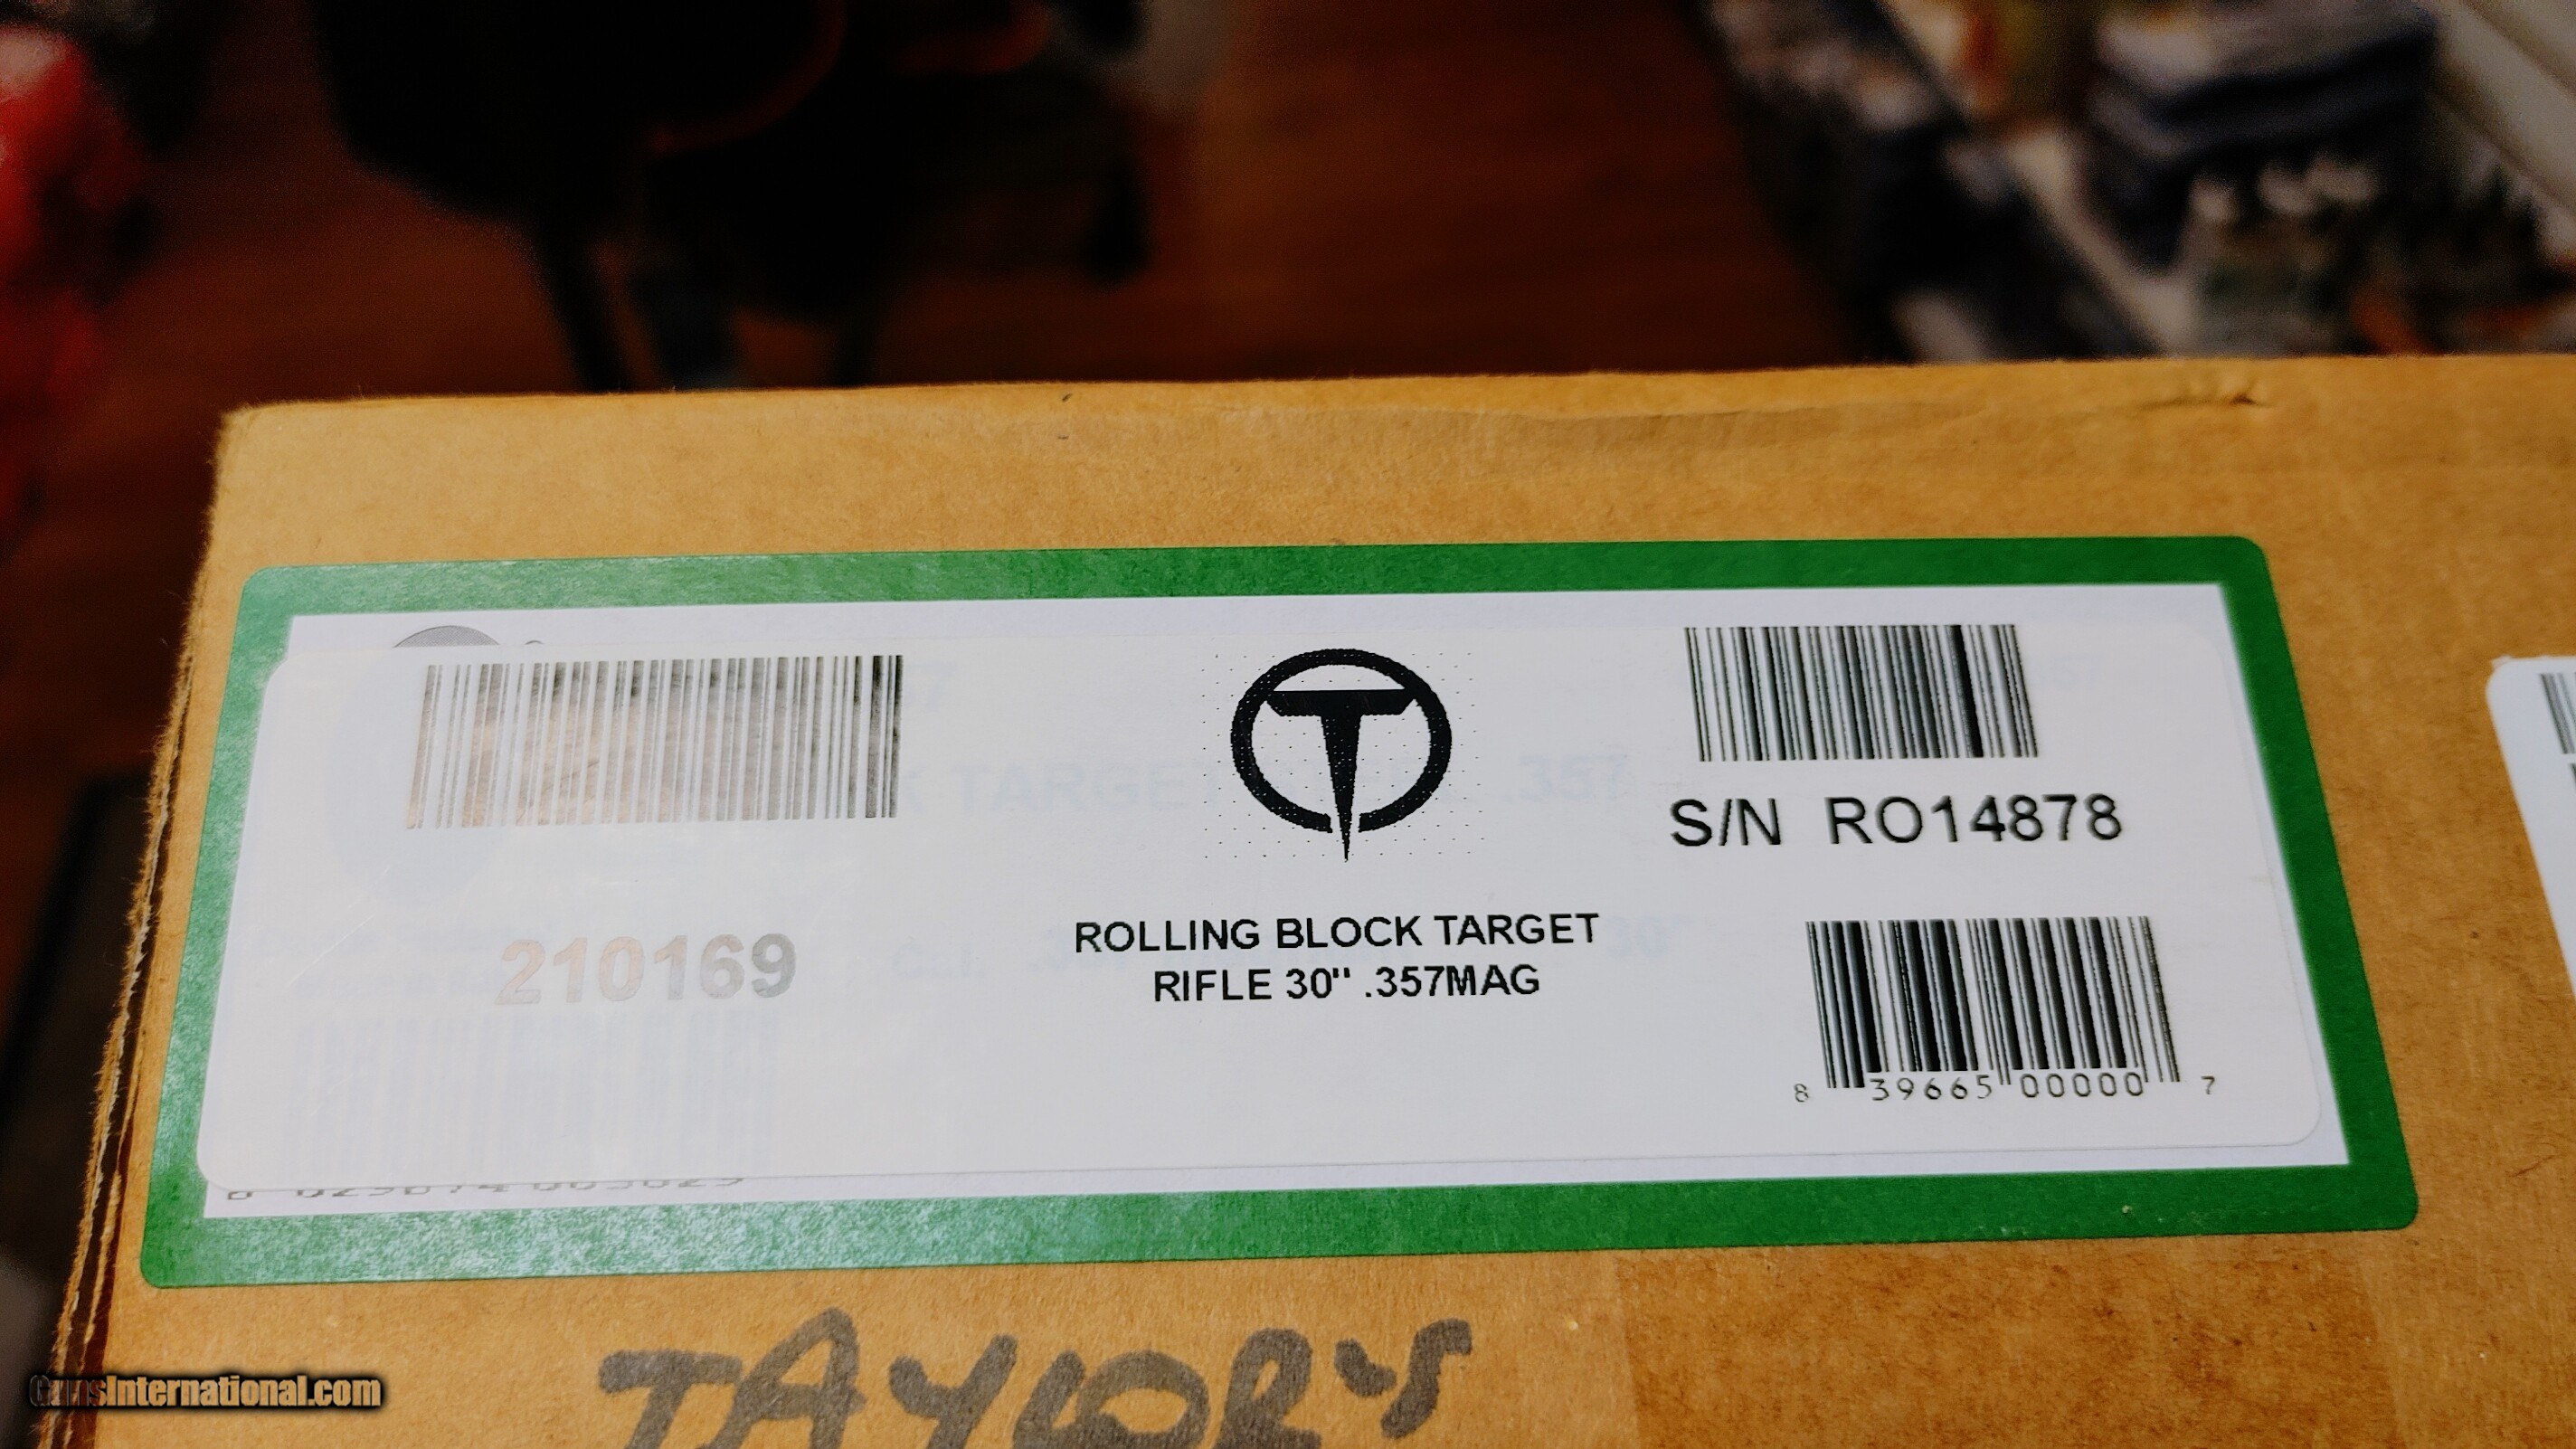 S/N RO14878
210169
ROLLING BLOCK TARGET
RIFLE 30" .357MAG
8 39665 00000 7
TAYLOR'S
GunsInternational.com